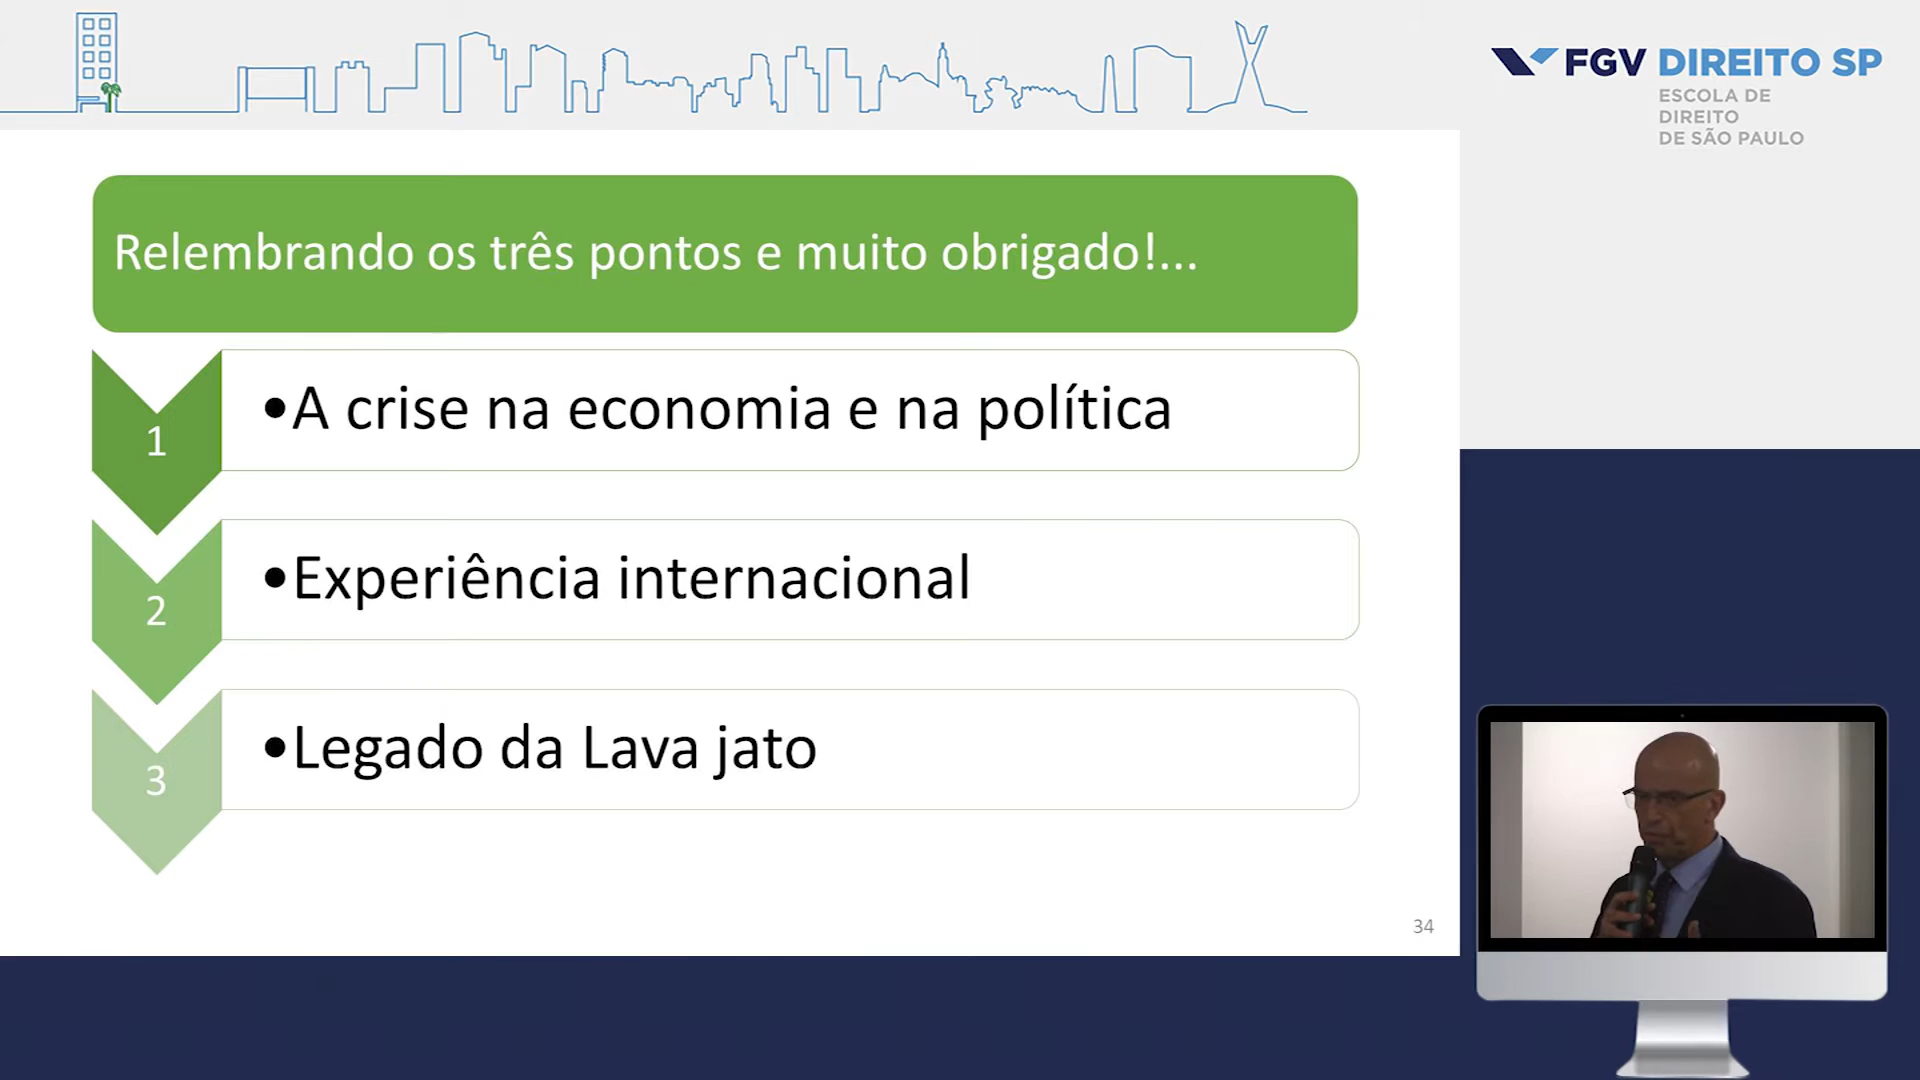 FGV DIREITO SP
ESCOLA DE
DIREITO
DE SÃO PAULO
Relembrando os três pontos e muito obrigado!...
1
•A crise na economia e na política
2
•Experiência internacional
3
•Legado da Lava jato
34